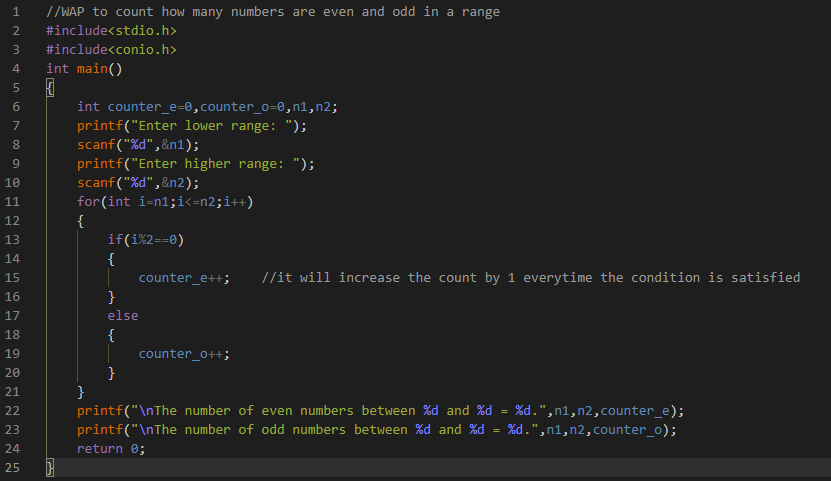 1 //WAP to count how many numbers are even and odd in a range
2 #include<stdio.h>
3 #include<conio.h>
4 int main()
5 {
6 int counter_e=0,counter_o=0,n1,n2;
7 printf("Enter lower range: ");
8 scanf("%d",&n1);
9 printf("Enter higher range: ");
10 scanf("%d",&n2);
11 for(int i=n1;i<=n2;i++)
12 {
13 if(i%2==0)
14 {
15 counter_e++; //it will increase the count by 1 everytime the condition is satisfied
16 }
17 else
18 {
19 counter_o++;
20 }
21 }
22 printf("\nThe number of even numbers between %d and %d = %d.",n1,n2,counter_e);
23 printf("\nThe number of odd numbers between %d and %d = %d.",n1,n2,counter_o);
24 return 0;
25 }